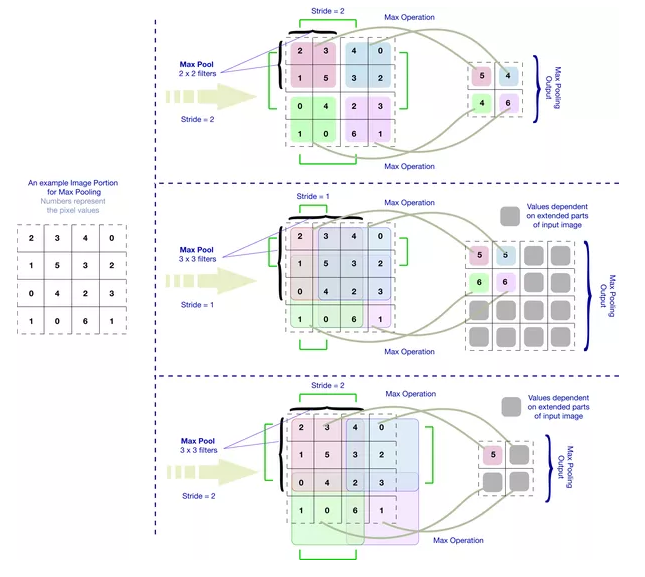 An example Image Portion
for Max Pooling
Numbers represent
the pixel values
2 3 4 0
1 5 3 2
0 4 2 3
1 0 6 1
Stride = 2
Max Operation
Max Pool
2 x 2 filters
Stride = 2
2 3 4 0
1 5 3 2
0 4 2 3
1 0 6 1
5 4
4 6
Max Pooling
Output
Max Operation
Stride = 1
Max Operation
Max Pool
3 x 3 filters
Stride = 1
2 3 4 0
1 5 3 2
0 4 2 3
1 0 6 1
Values dependent
on extended parts
of input image
5 5
6 6
Max Pooling
Output
Max Operation
Stride = 2
Max Operation
Max Pool
3 x 3 filters
Stride = 2
2 3 4 0
1 5 3 2
0 4 2 3
1 0 6 1
Values dependent
on extended parts
of input image
5
Max Pooling
Output
Max Operation